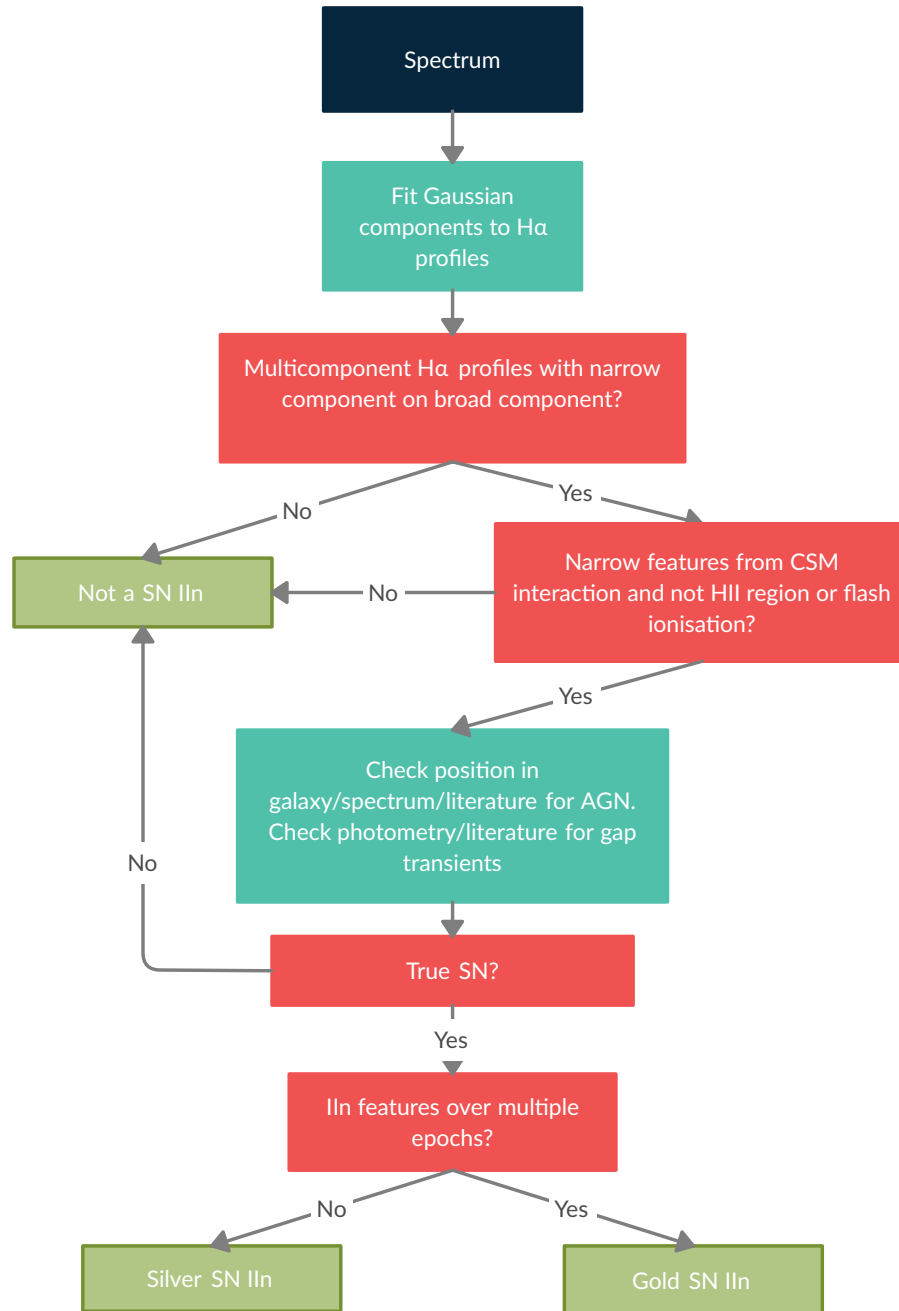 Spectrum
Fit Gaussian
components to Hα
profiles
Multicomponent Hα profiles with narrow
component on broad component?
No
Yes
Not a SN IIn
No
Narrow features from CSM
interaction and not HII region or flash
ionisation?
Yes
Check position in
galaxy/spectrum/literature for AGN.
Check photometry/literature for gap
transients
No
True SN?
Yes
IIn features over multiple
epochs?
No
Yes
Silver SN IIn
Gold SN IIn